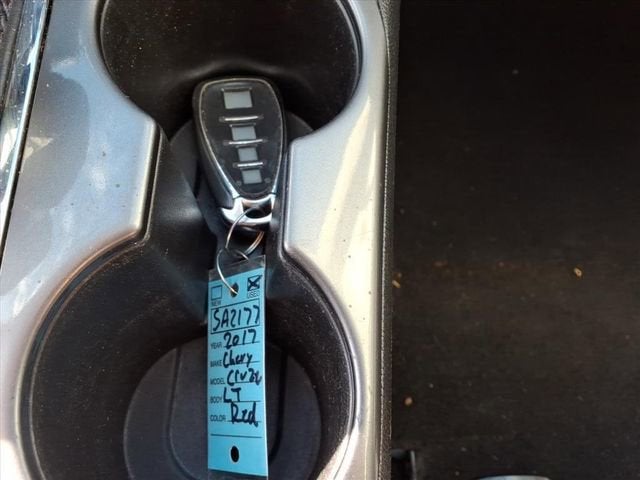 NEW USED
SA2177
YEAR 2017
MAKE Chevy
MODEL Cruze
BODY LT
COLOR Red